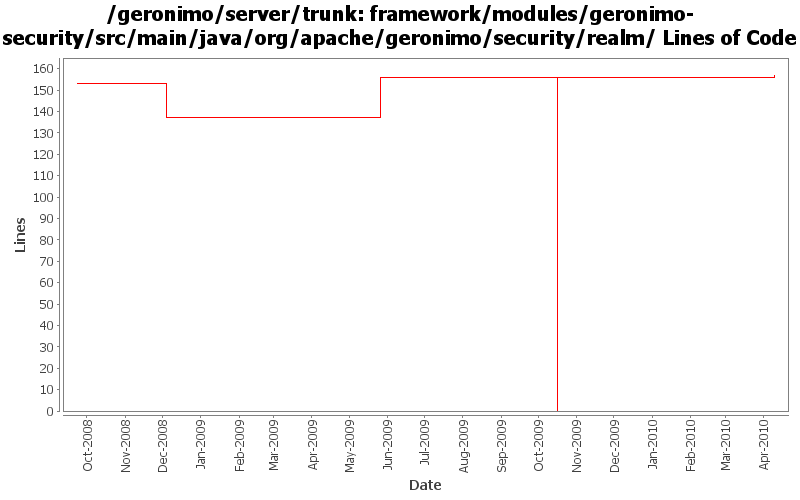 /geronimo/server/trunk: framework/modules/geronimo-
security/src/main/java/org/apache/geronimo/security/realm/ Lines of Code
160
150
140
130
120
110
100
90
80
70
60
50
40
30
20
10
0
Lines
Oct-2008
Nov-2008
Dec-2008
Jan-2009
Feb-2009
Mar-2009
Apr-2009
May-2009
Jun-2009
Jul-2009
Aug-2009
Sep-2009
Oct-2009
Nov-2009
Dec-2009
Jan-2010
Feb-2010
Mar-2010
Apr-2010
Date